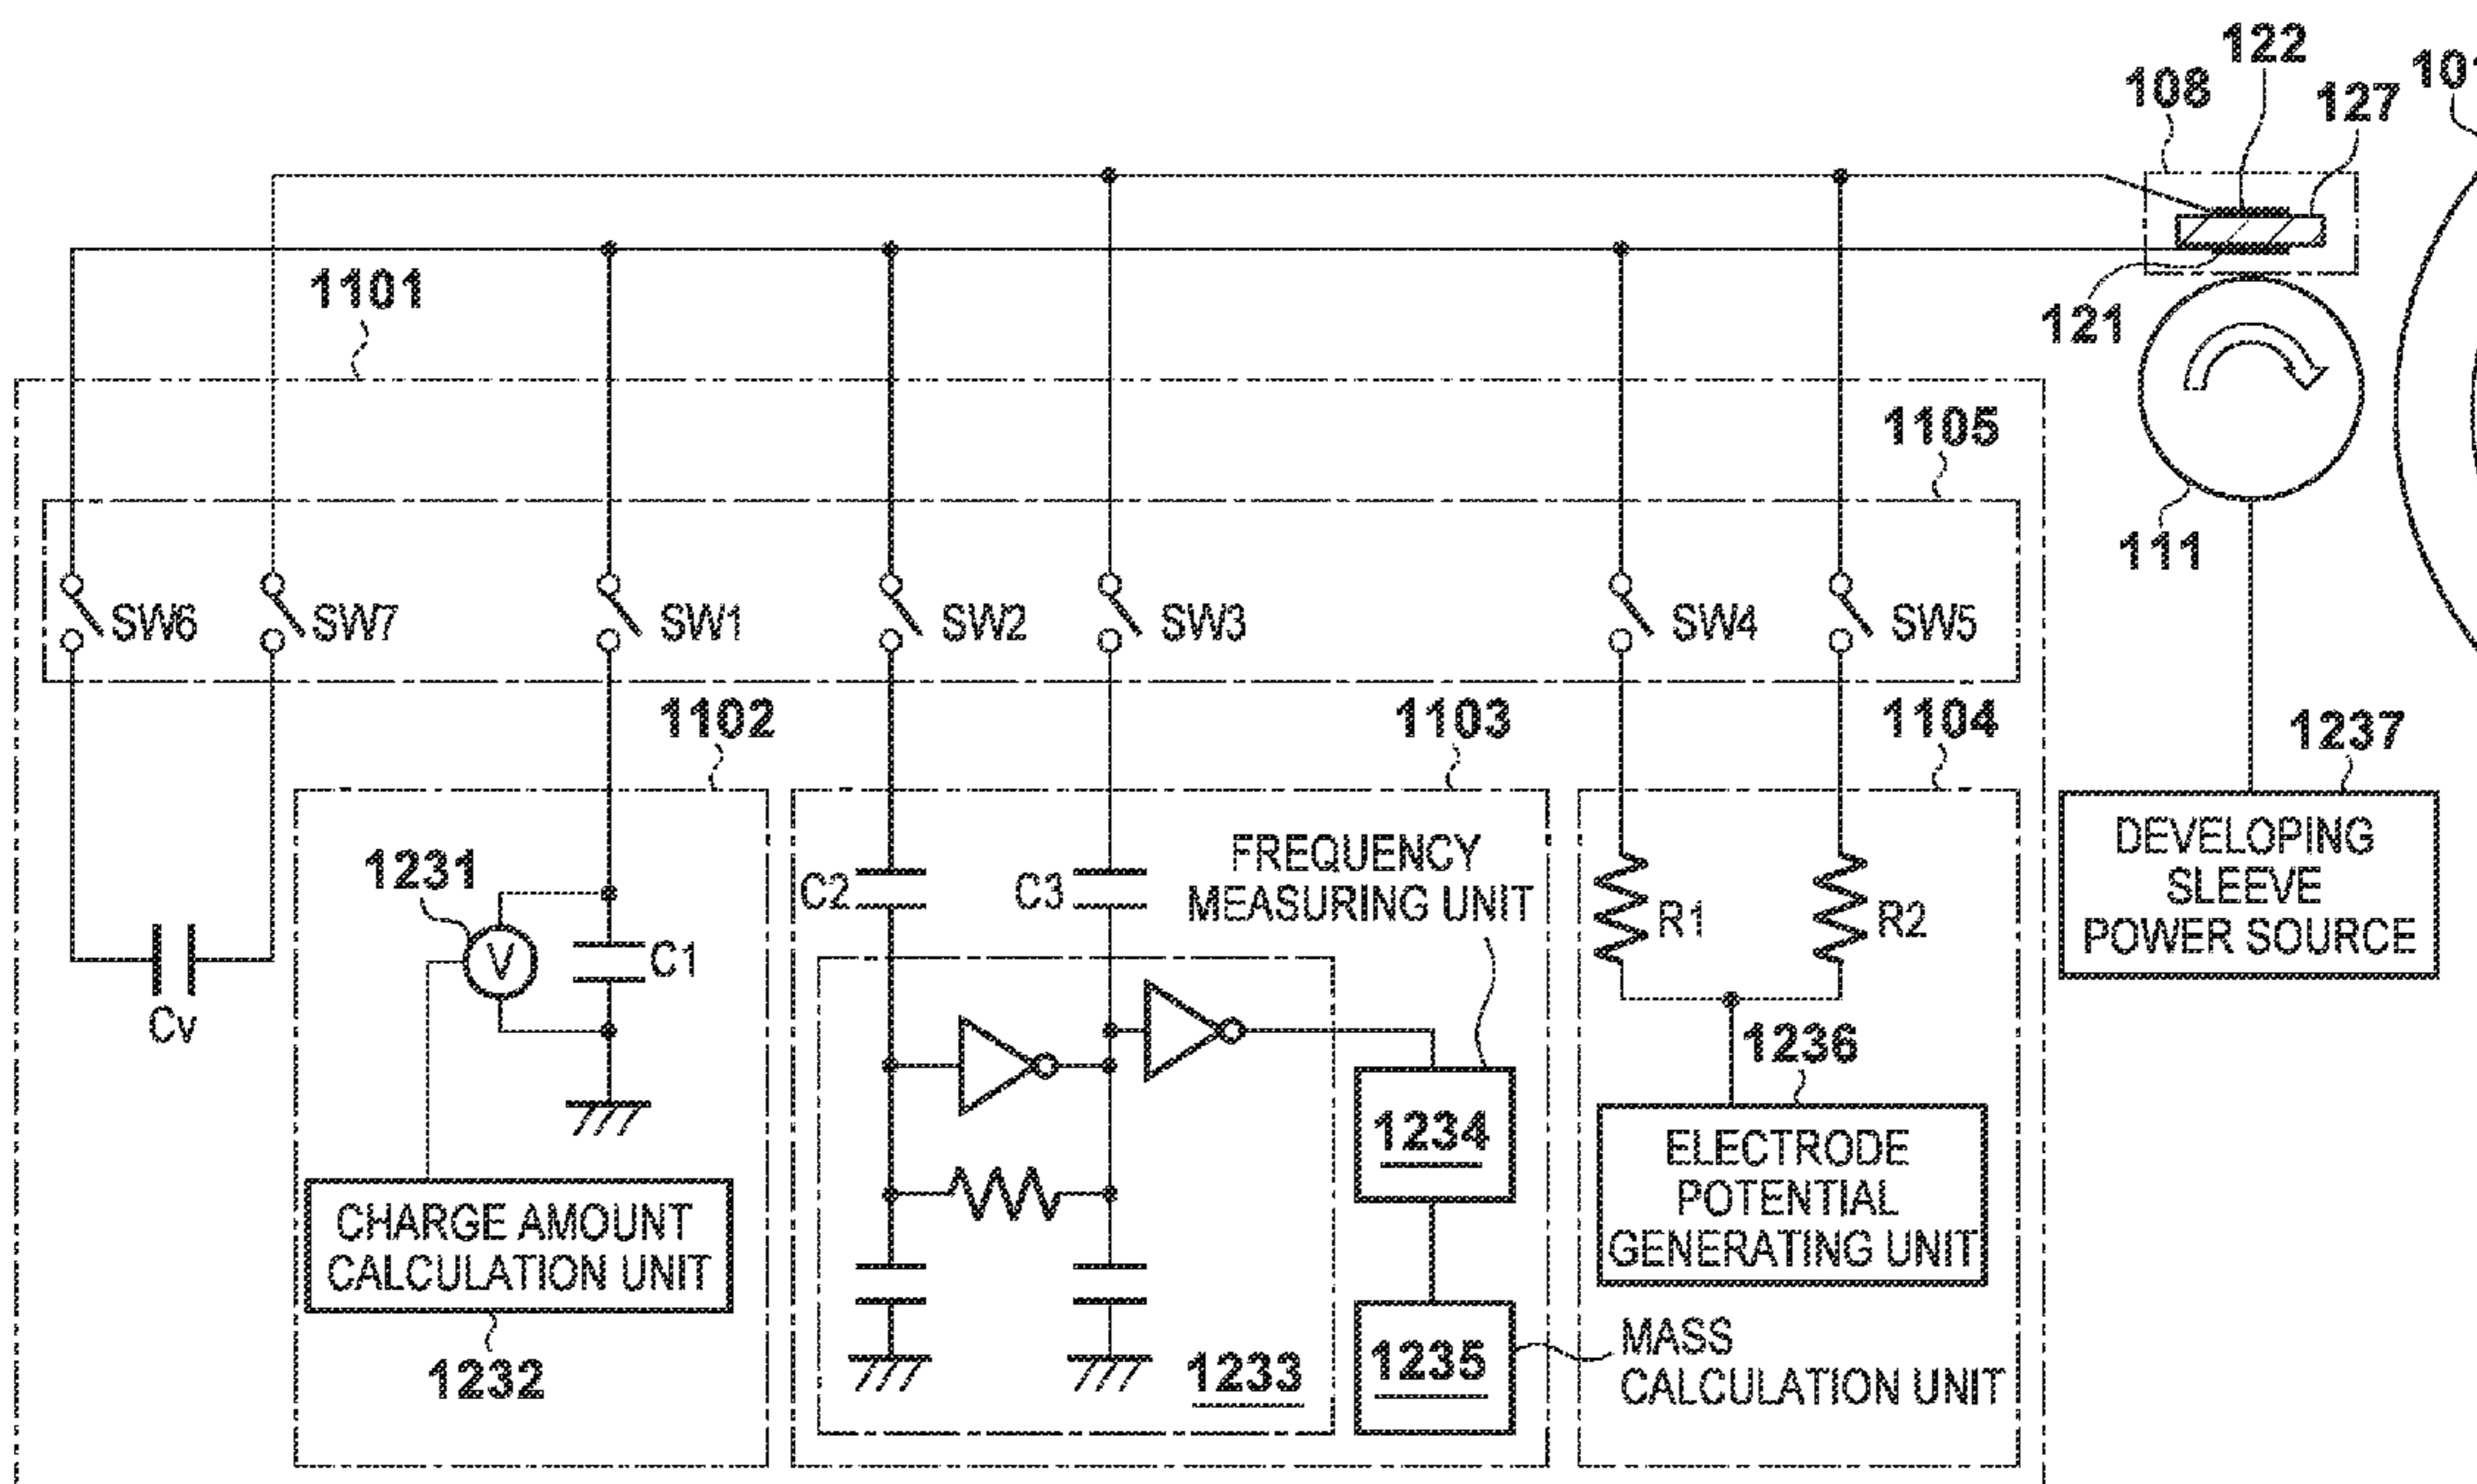 122
101
108
127
1101
121
1105
111
SW6
SW7
SW1
SW2
SW3
SW4
SW5
1102
1103
1104
1237
DEVELOPING
SLEEVE
POWER SOURCE
1231
V
C1
Cv
C2
C3
FREQUENCY
MEASURING UNIT
R1
R2
1236
1234
ELECTRODE
POTENTIAL
GENERATING UNIT
CHARGE AMOUNT
CALCULATION UNIT
1232
1233
1235
MASS
CALCULATION UNIT